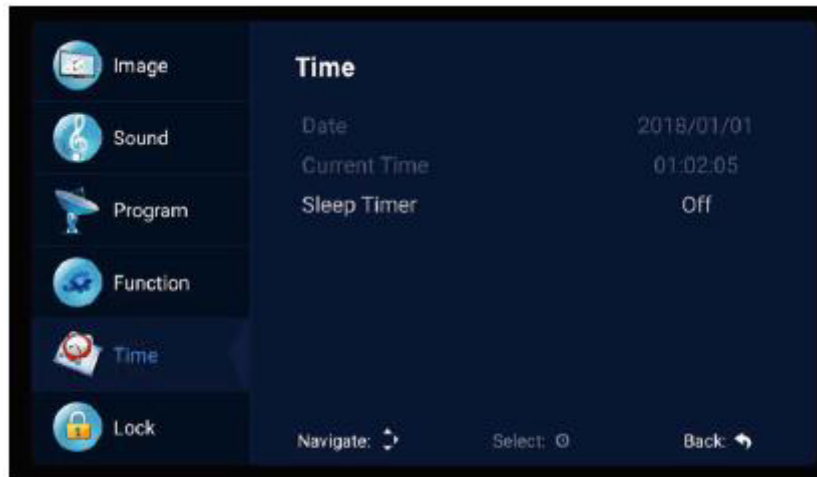 Image
Sound
Program
Function
Time
Lock
Time
Date 2018/01/01
Current Time 01:02:05
Sleep Timer Off
Navigate: Select: Back: